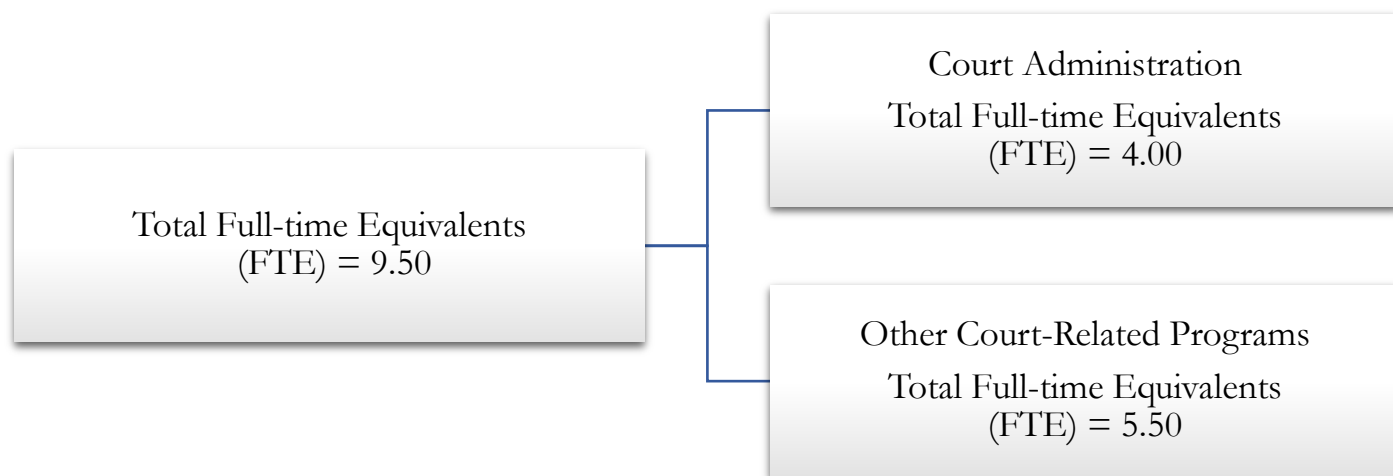 Total Full-time Equivalents
(FTE) = 9.50
Court Administration
Total Full-time Equivalents
(FTE) = 4.00
Other Court-Related Programs
Total Full-time Equivalents
(FTE) = 5.50